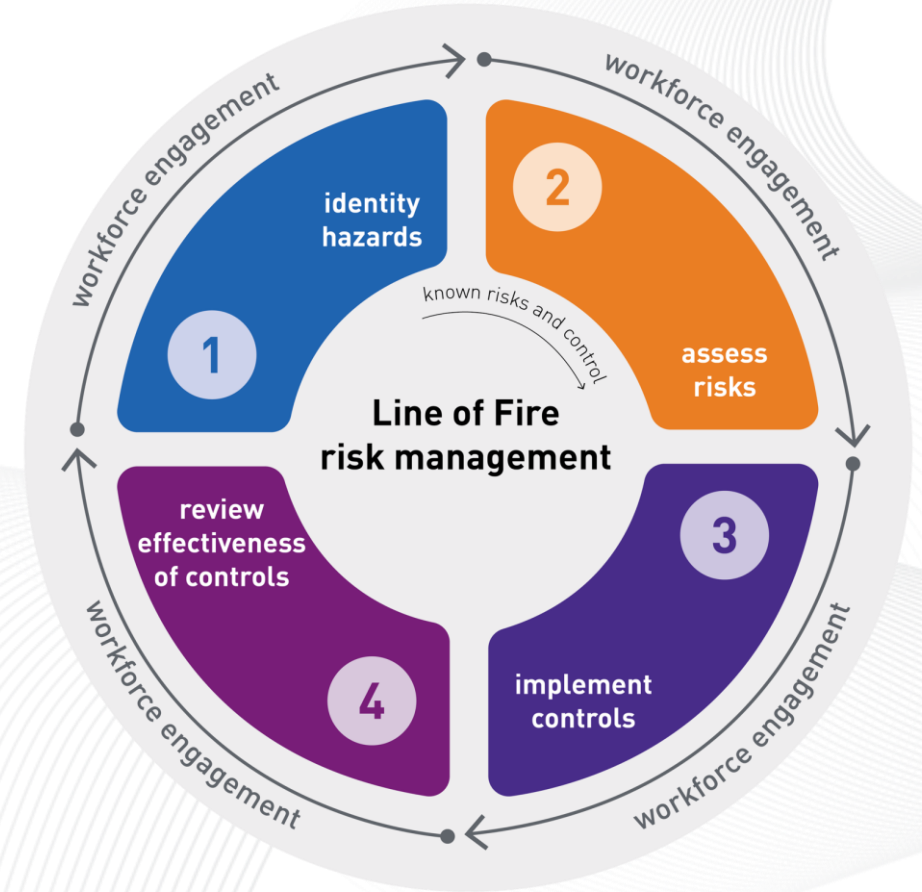 workforce engagement
workforce engagement
1
identity
hazards
2
assess
risks
known risks and control
Line of Fire
risk management
3
implement
controls
review
effectiveness
of controls
4
workforce engagement
workforce engagement